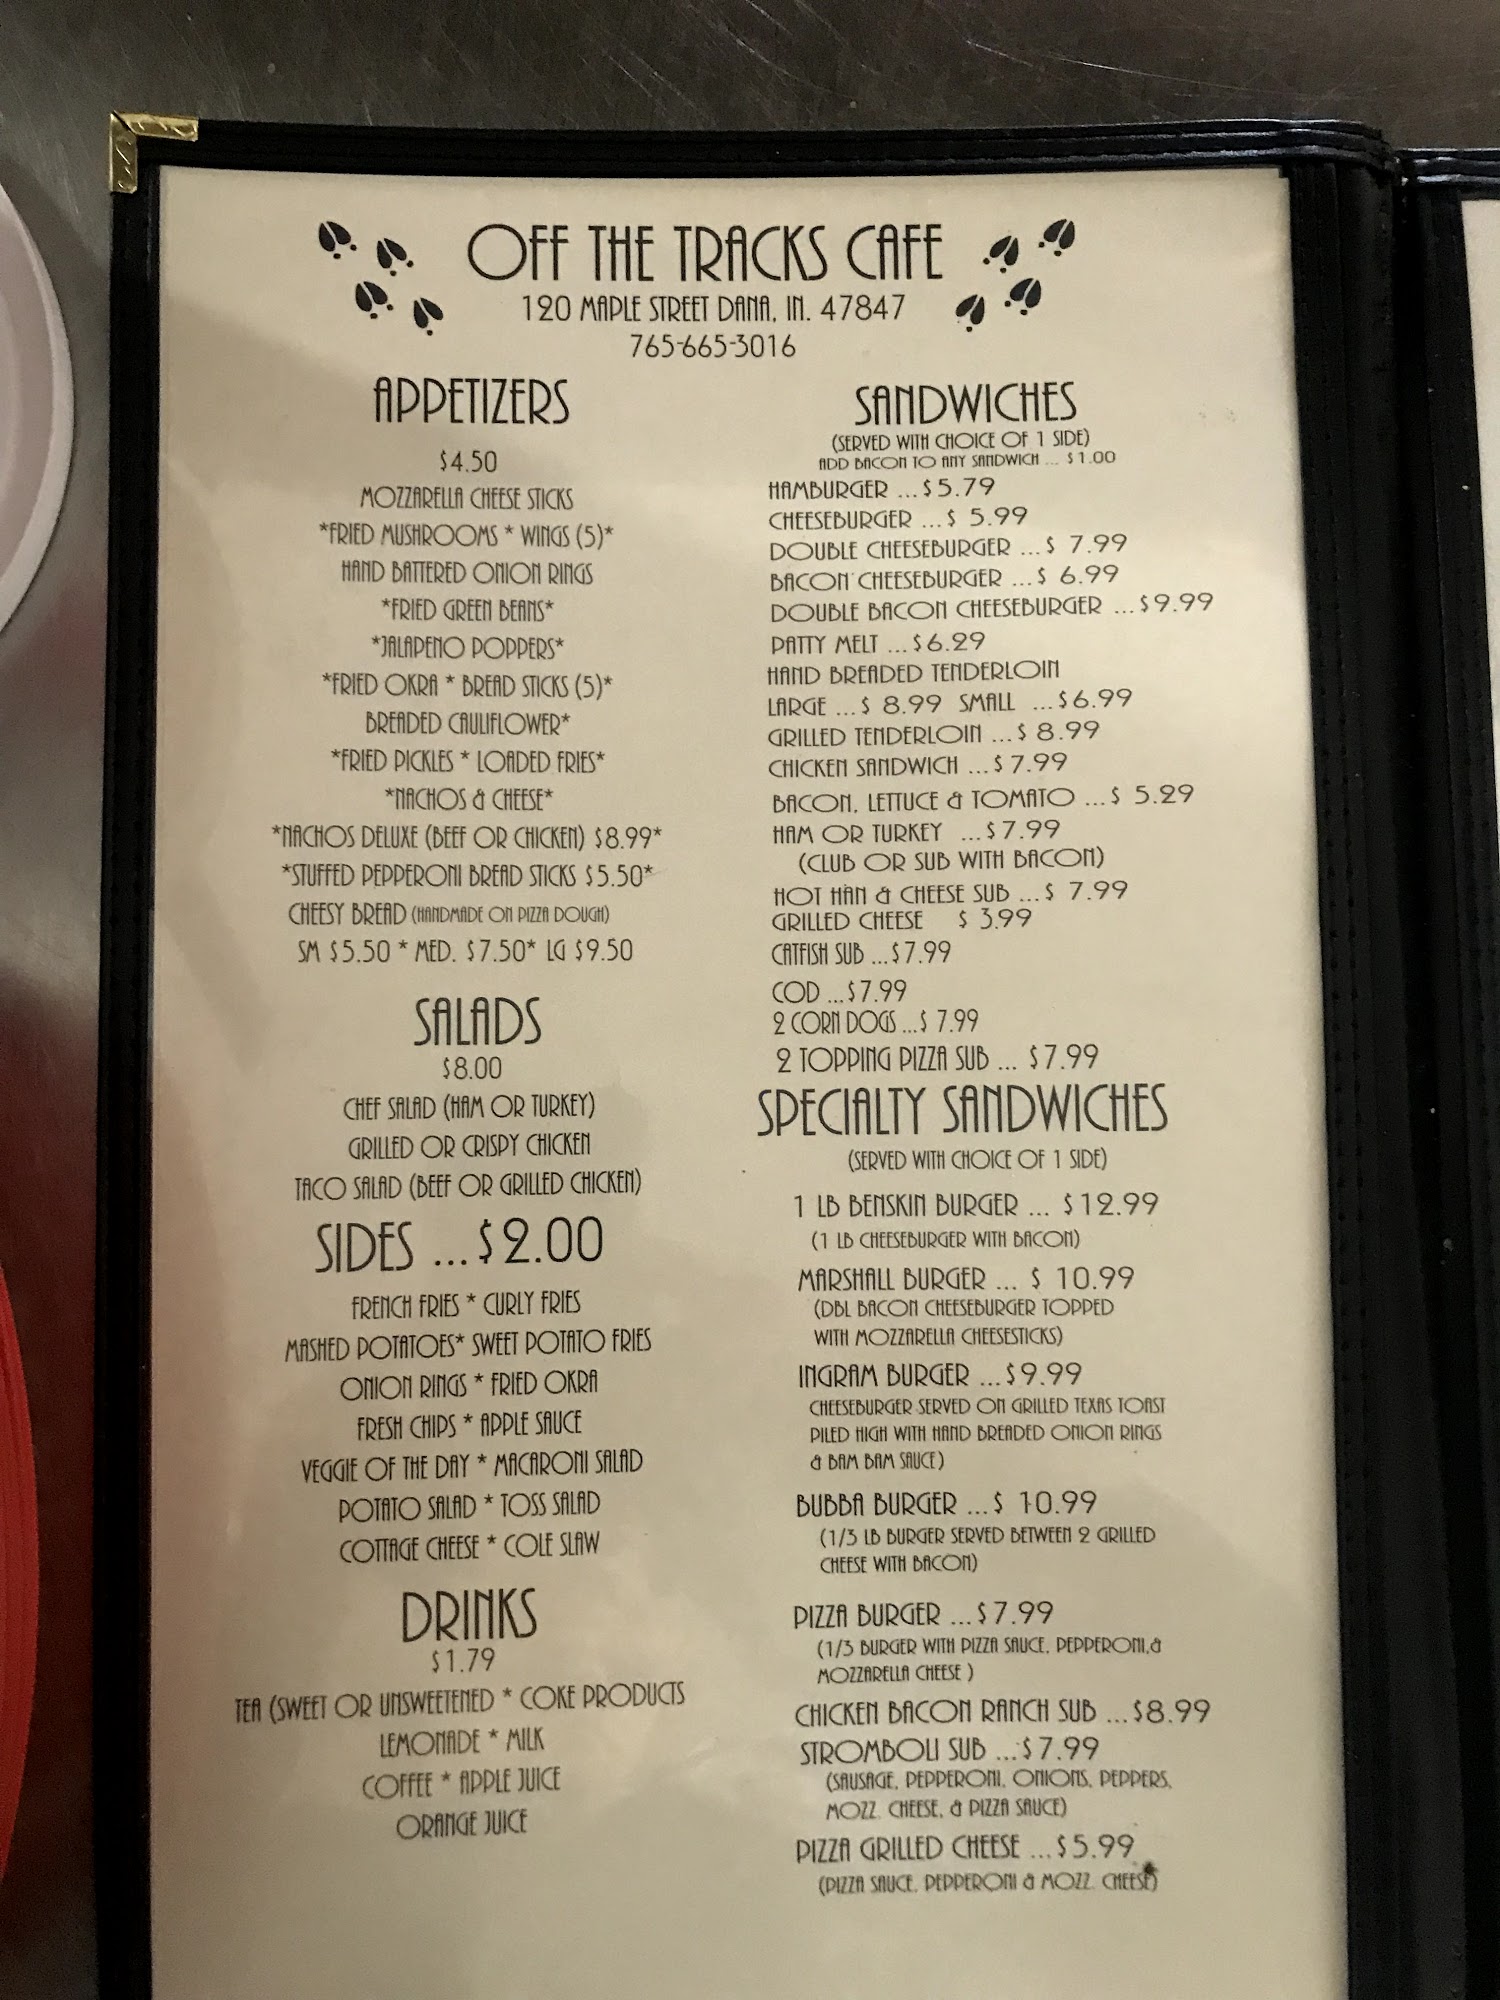 OFF THE TRACKS CAFE
120 MAPLE STREET DANA, IN. 47847
765-665-3016
APPETIZERS
$4.50
MOZZARELLA CHEESE STICKS
*FRIED MUSHROOMS * WINGS (5)*
HAND BATTERED ONION RINGS
*FRIED GREEN BEANS*
*JALAPENO POPPERS*
*FRIED OKRA * BREAD STICKS (5)*
BREADED CAULIFLOWER*
*FRIED PICKLES * LOADED FRIES*
*NACHOS & CHEESE*
*NACHOS DELUXE (BEEF OR CHICKEN) $8.99*
*STUFFED PEPPERONI BREAD STICKS $5.50*
CHEESY BREAD (HANDMADE ON PIZZA DOUGH)
SM $5.50 * MED. $7.50* LG $9.50
SALADS
$8.00
CHEF SALAD (HAM OR TURKEY)
GRILLED OR CRISPY CHICKEN
TACO SALAD (BEEF OR GRILLED CHICKEN)
SIDES ...$2.00
FRENCH FRIES * CURLY FRIES
MASHED POTATOES* SWEET POTATO FRIES
ONION RINGS * FRIED OKRA
FRESH CHIPS * APPLE SAUCE
VEGGIE OF THE DAY * MACARONI SALAD
POTATO SALAD * TOSS SALAD
COTTAGE CHEESE * COLE SLAW
DRINKS
$1.79
TEA (SWEET OR UNSWEETENED * COKE PRODUCTS
LEMONADE * MILK
COFFEE * APPLE JUICE
ORANGE JUICE
SANDWICHES
(SERVED WITH CHOICE OF 1 SIDE)
ADD BACON TO ANY SANDWICH ... $1.00
HAMBURGER ...$5.79
CHEESEBURGER ...$ 5.99
DOUBLE CHEESEBURGER ...$ 7.99
BACON CHEESEBURGER ...$ 6.99
DOUBLE BACON CHEESEBURGER ...$9.99
PATTY MELT ...$6.29
HAND BREADED TENDERLOIN
LARGE ...$ 8.99 SMALL ...$6.99
GRILLED TENDERLOIN ...$ 8.99
CHICKEN SANDWICH ...$7.99
BACON, LETTUCE & TOMATO ...$ 5.29
HAM OR TURKEY ...$7.99
(CLUB OR SUB WITH BACON)
HOT HAN & CHEESE SUB ...$ 7.99
GRILLED CHEESE $ 3.99
CATFISH SUB ...$7.99
COD ...$7.99
2 CORN DOGS ...$ 7.99
2 TOPPING PIZZA SUB ... $7.99
SPECIALTY SANDWICHES
(SERVED WITH CHOICE OF 1 SIDE)
1 LB BENSKIN BURGER ... $12.99
(1 LB CHEESEBURGER WITH BACON)
MARSHALL BURGER ... $ 10.99
(DBL BACON CHEESEBURGER TOPPED
WITH MOZZARELLA CHEESESTICKS)
INGRAM BURGER ...$9.99
CHEESEBURGER SERVED ON GRILLED TEXAS TOAST
PILED HIGH WITH HAND BREADED ONION RINGS
& BAM BAM SAUCE)
BUBBA BURGER ...$ 10.99
(1/3 LB BURGER SERVED BETWEEN 2 GRILLED
CHEESE WITH BACON)
PIZZA BURGER ...$7.99
(1/3 BURGER WITH PIZZA SAUCE, PEPPERONI,&
MOZZARELLA CHEESE )
CHICKEN BACON RANCH SUB ...$8.99
STROMBOLI SUB ...$7.99
(SAUSAGE, PEPPERONI, ONIONS, PEPPERS,
MOZZ. CHEESE, & PIZZA SAUCE)
PIZZA GRILLED CHEESE ...$5.99
(PIZZA SAUCE, PEPPERONI & MOZZ. CHEESE)